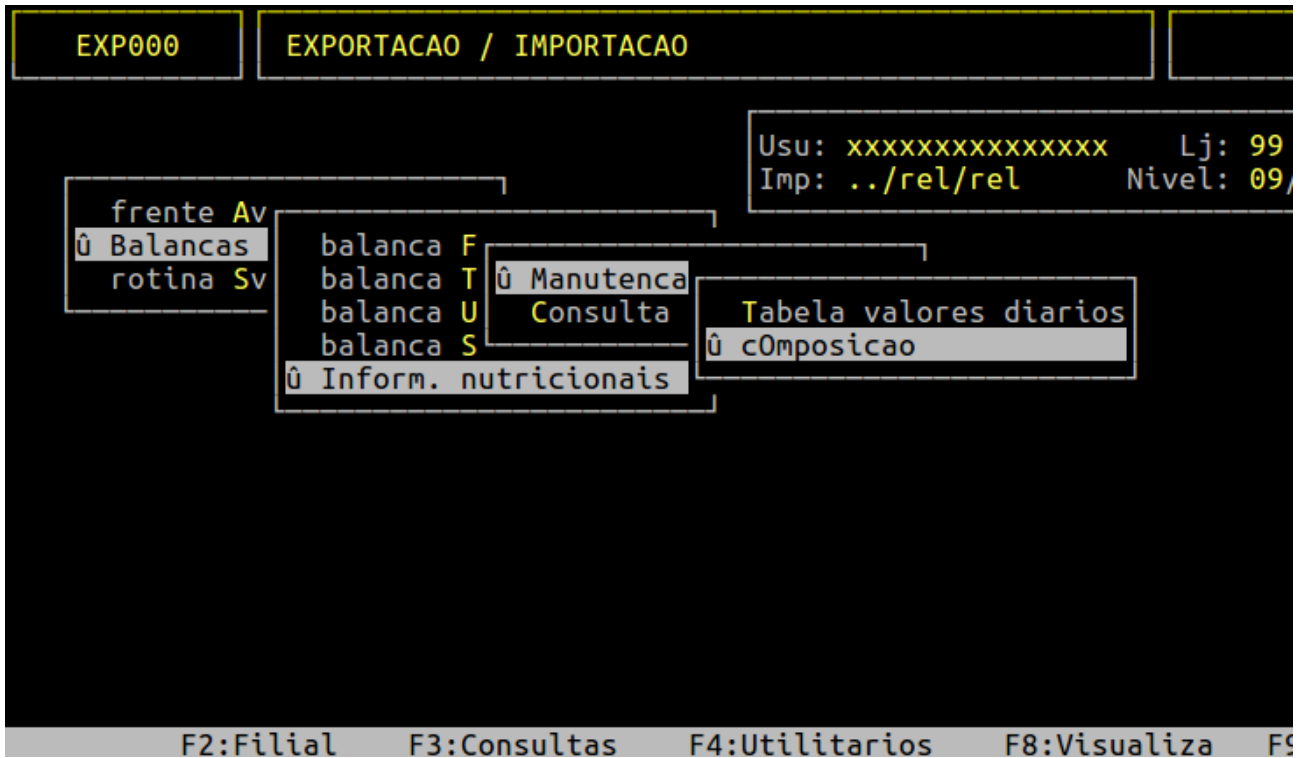 EXP000 EXPORTACAO / IMPORTACAO
Usu: xxxxxxxxxxxxxxx Lj: 99
Imp: ../rel/rel Nivel: 09/
frente Av
û Balancas
rotina Sv
balanca F
balanca T
balanca U
balanca S
û Inform. nutricionais
û Manutenca
Consulta
Tabela valores diarios
û cOmposicao
F2:Filial F3:Consultas F4:Utilitarios F8:Visualiza F9